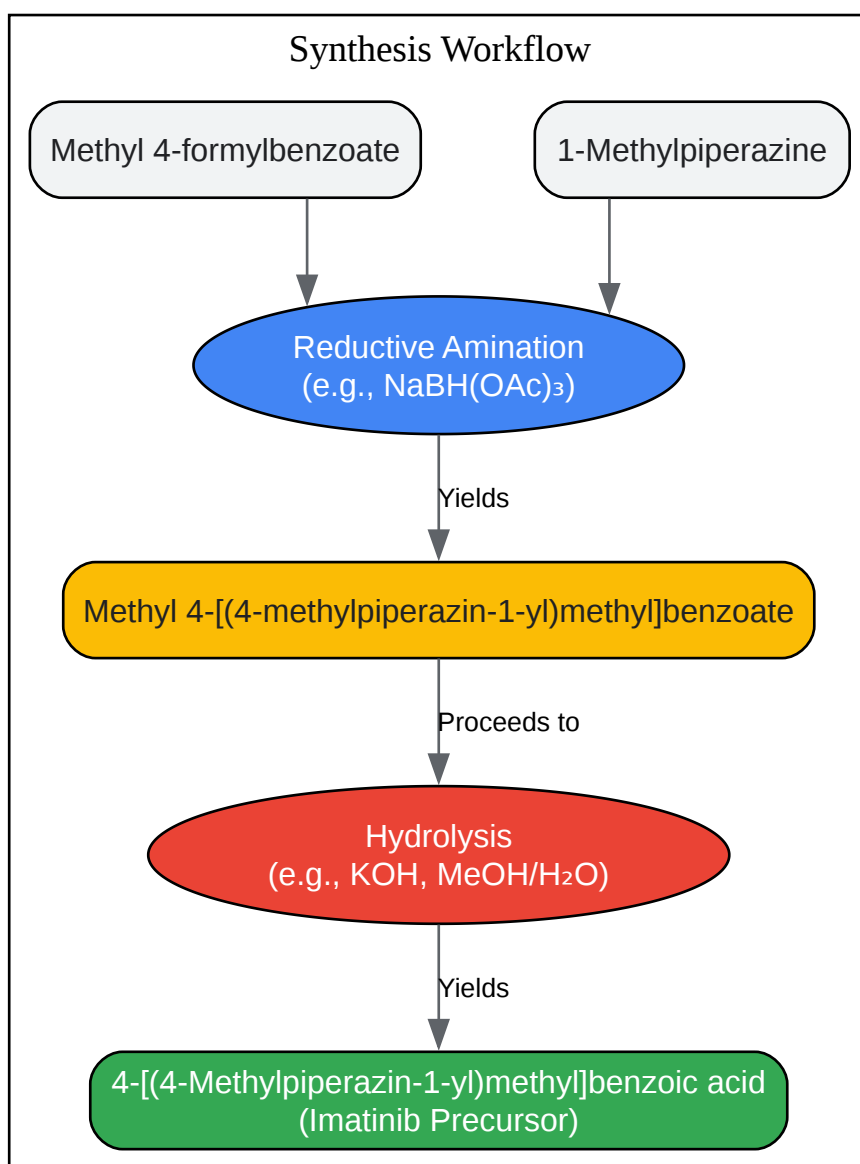 Synthesis Workflow
Methyl 4-formylbenzoate
1-Methylpiperazine
Reductive Amination
(e.g., NaBH(OAc)₃)
Yields
Methyl 4-[(4-methylpiperazin-1-yl)methyl]benzoate
Proceeds to
Hydrolysis
(e.g., KOH, MeOH/H₂O)
Yields
4-[(4-Methylpiperazin-1-yl)methyl]benzoic acid
(Imatinib Precursor)